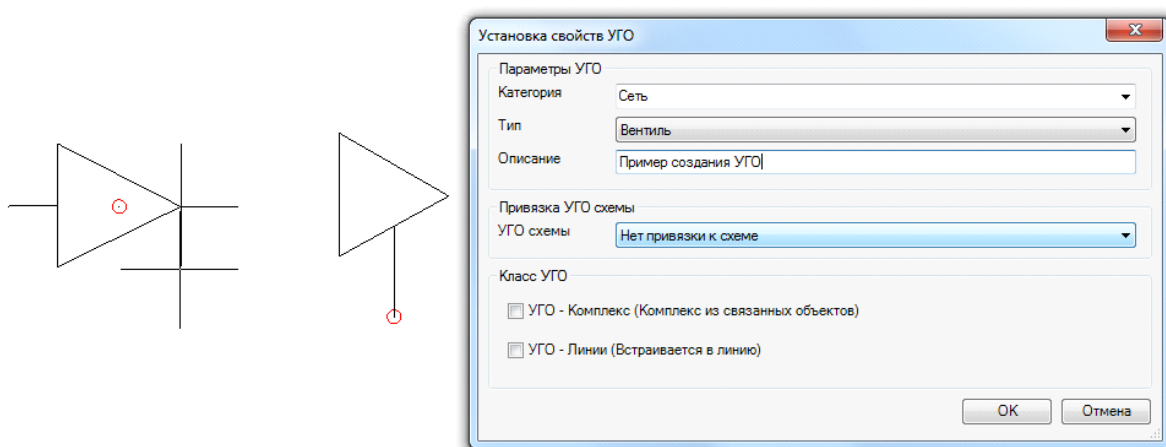 Установка свойств УГО
Параметры УГО
Категория
Сеть
Тип
Вентиль
Описание
Пример создания УГО
Привязка УГО схемы
УГО схемы
Нет привязки к схеме
Класс УГО
УГО - Комплекс (Комплекс из связанных объектов)
УГО - Линии (Встраивается в линию)
OK
Отмена